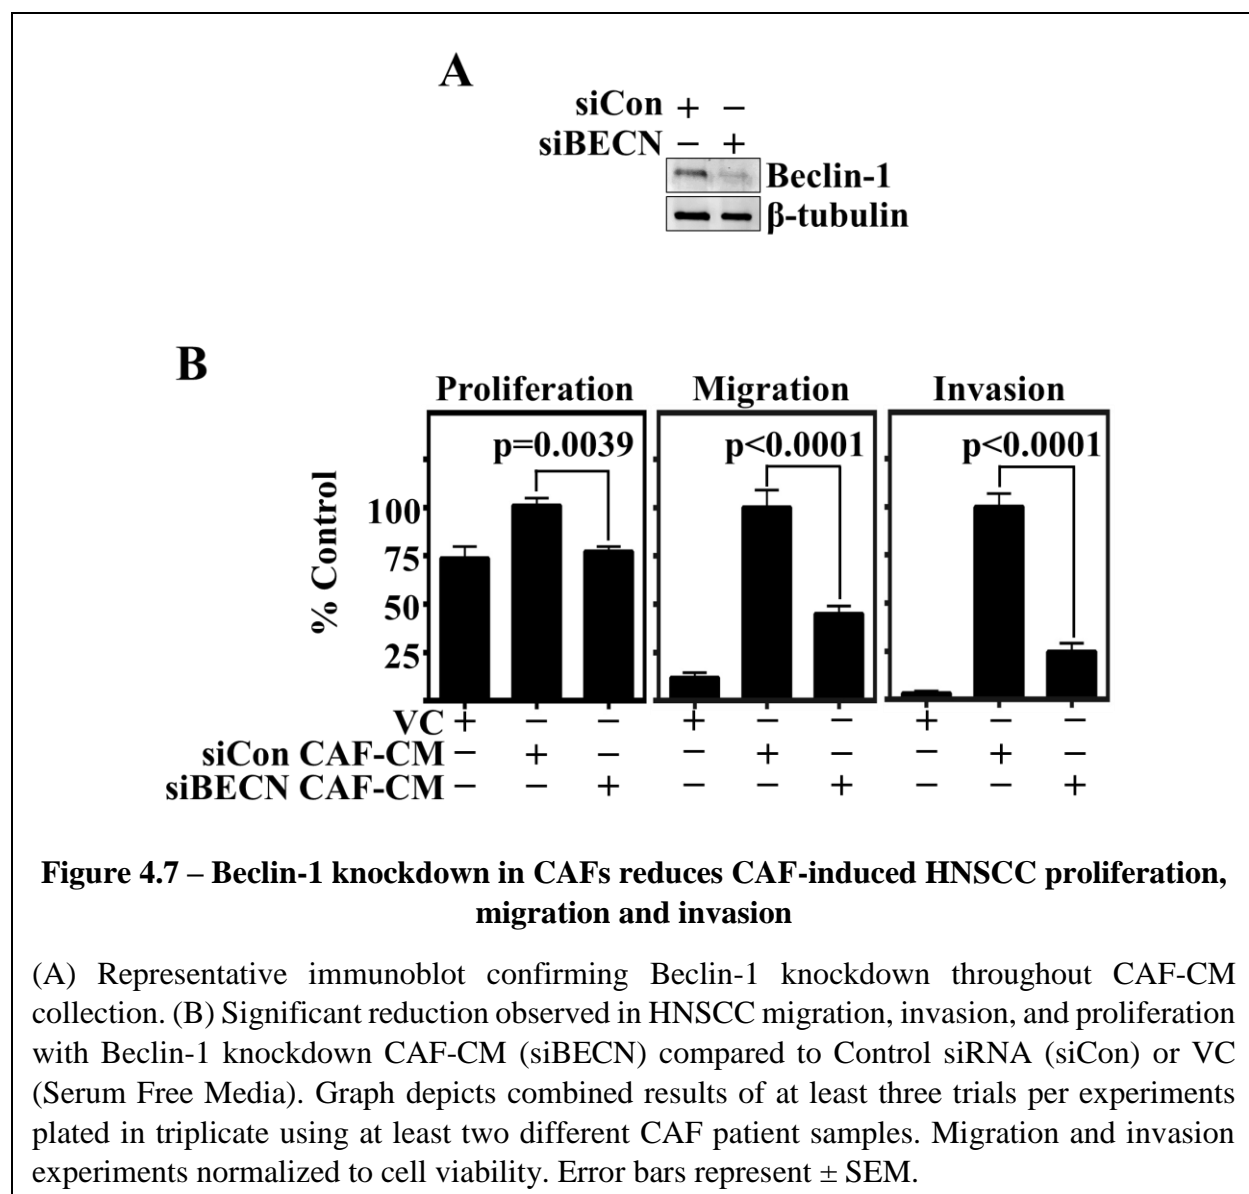 A
siCon + −
siBECN − +
Beclin-1
β-tubulin
B
Proliferation Migration Invasion
p=0.0039 p<0.0001 p<0.0001
% Control
100
75
50
25
VC + − − + − − + − −
siCon CAF-CM − + − − + − − + −
siBECN CAF-CM − − + − − + − − +
Figure 4.7 – Beclin-1 knockdown in CAFs reduces CAF-induced HNSCC proliferation,
migration and invasion
(A) Representative immunoblot confirming Beclin-1 knockdown throughout CAF-CM
collection. (B) Significant reduction observed in HNSCC migration, invasion, and proliferation
with Beclin-1 knockdown CAF-CM (siBECN) compared to Control siRNA (siCon) or VC
(Serum Free Media). Graph depicts combined results of at least three trials per experiments
plated in triplicate using at least two different CAF patient samples. Migration and invasion
experiments normalized to cell viability. Error bars represent ± SEM.